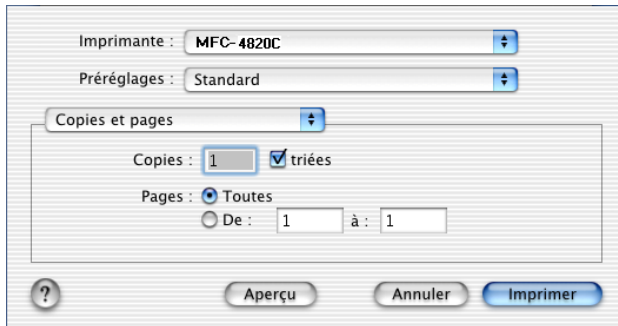 Imprimante : MFC-4820C
Préréglages : Standard
Copies et pages
Copies : 1 triées
Pages : Toutes
De : 1 à : 1
? Aperçu Annuler Imprimer